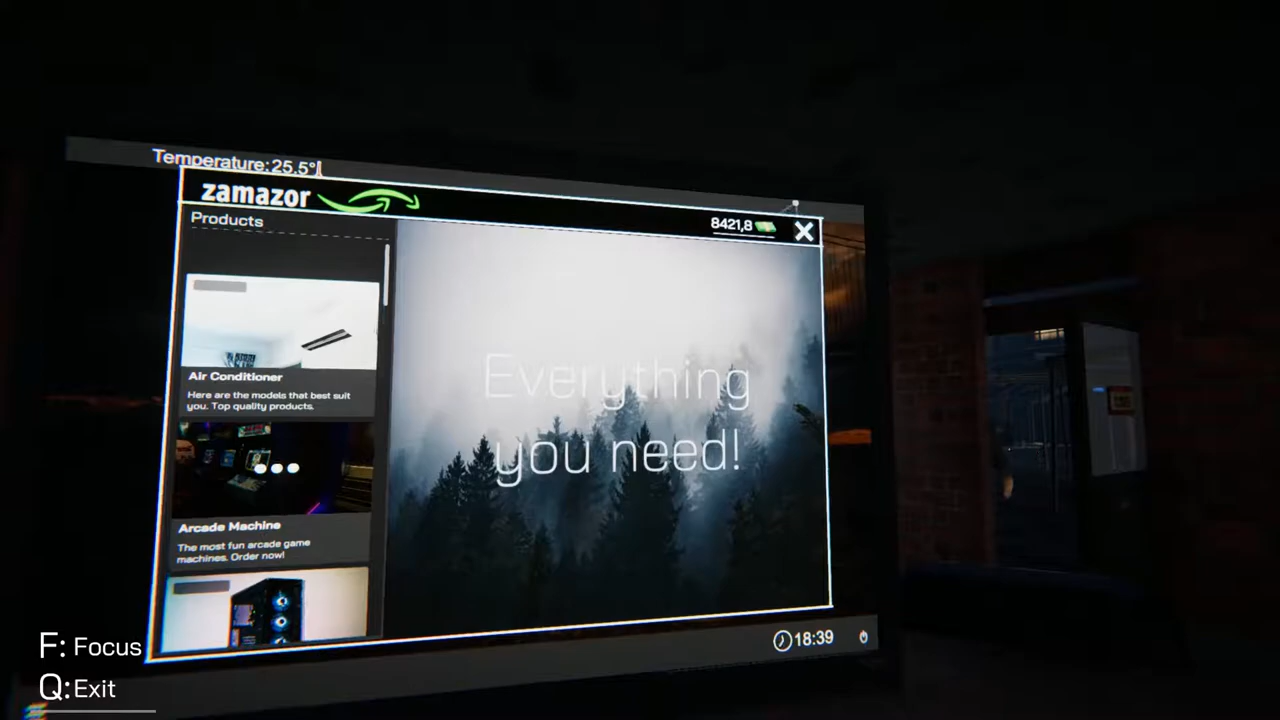 Temperature: 25.5°
zamazor
8421,8
Products
Air Conditioner
Here are the models that best suit
you. Top quality products.
Arcade Machine
The most fun arcade game
machines. Order now!
Everything
you need!
18:39
F: Focus
Q: Exit